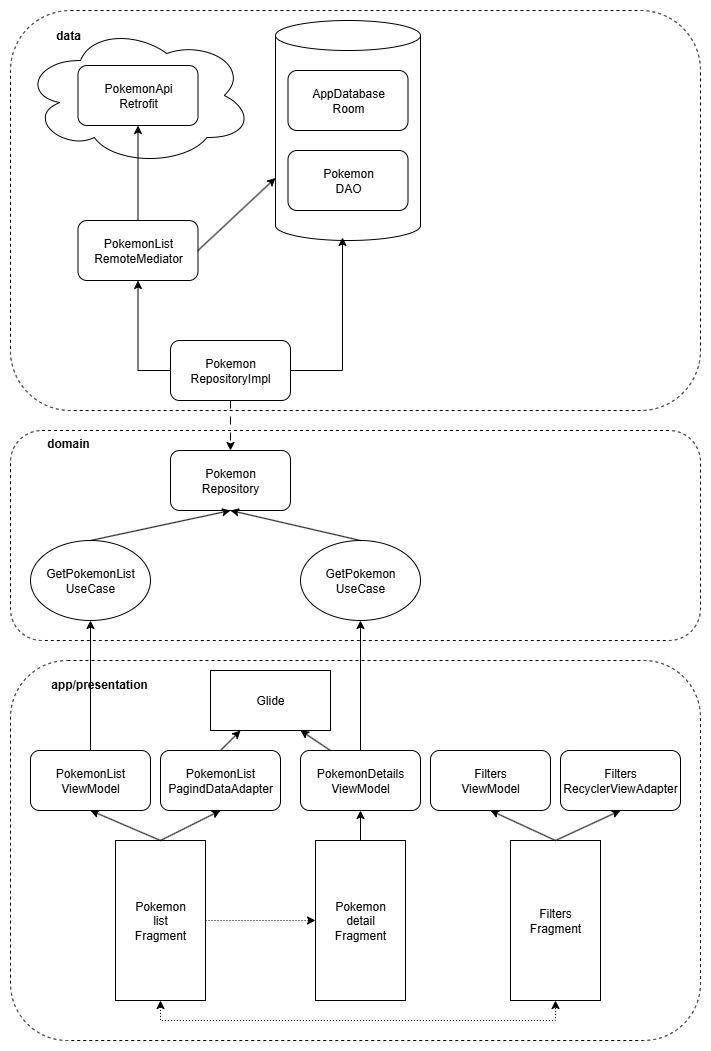 data
PokemonApi
Retrofit
AppDatabase
Room
Pokemon
DAO
PokemonList
RemoteMediator
Pokemon
RepositoryImpl
domain
Pokemon
Repository
GetPokemonList
UseCase
GetPokemon
UseCase
app/presentation
Glide
PokemonList
ViewModel
PokemonList
PagindDataAdapter
PokemonDetails
ViewModel
Filters
ViewModel
Filters
RecyclerViewAdapter
Pokemon
list
Fragment
Pokemon
detail
Fragment
Filters
Fragment